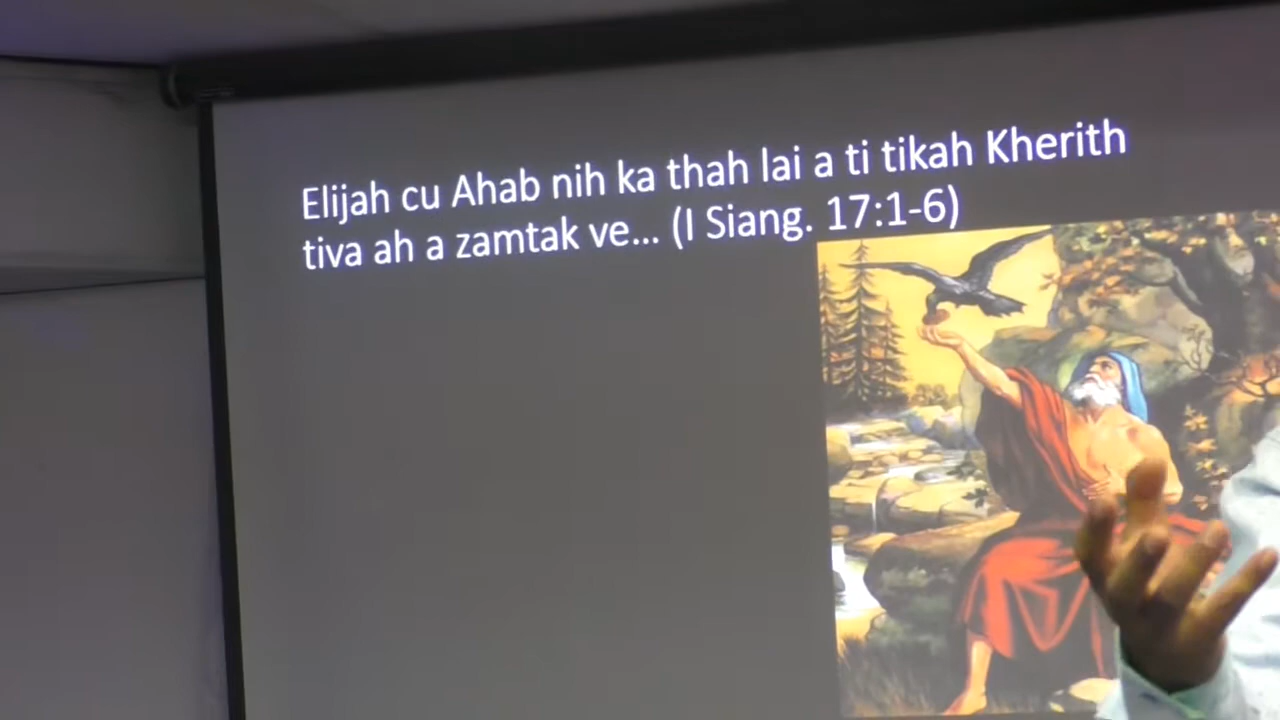 Elijah cu Ahab nih ka thah lai a ti tikah Kherith
tiva ah a zamtak ve... (I Siang. 17:1-6)